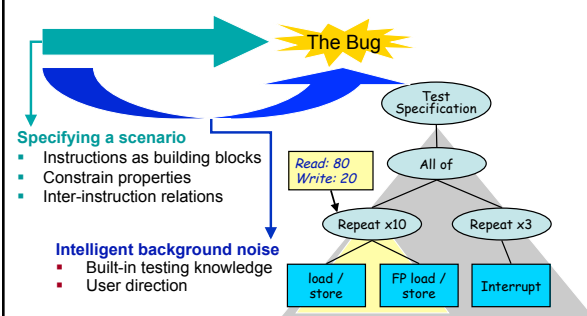 The Bug
Specifying a scenario
Instructions as building blocks
Constrain properties
Inter-instruction relations
Intelligent background noise
Built-in testing knowledge
User direction
Test
Specification
All of
Read: 80
Write: 20
Repeat x10
Repeat x3
load /
store
FP load /
store
Interrupt